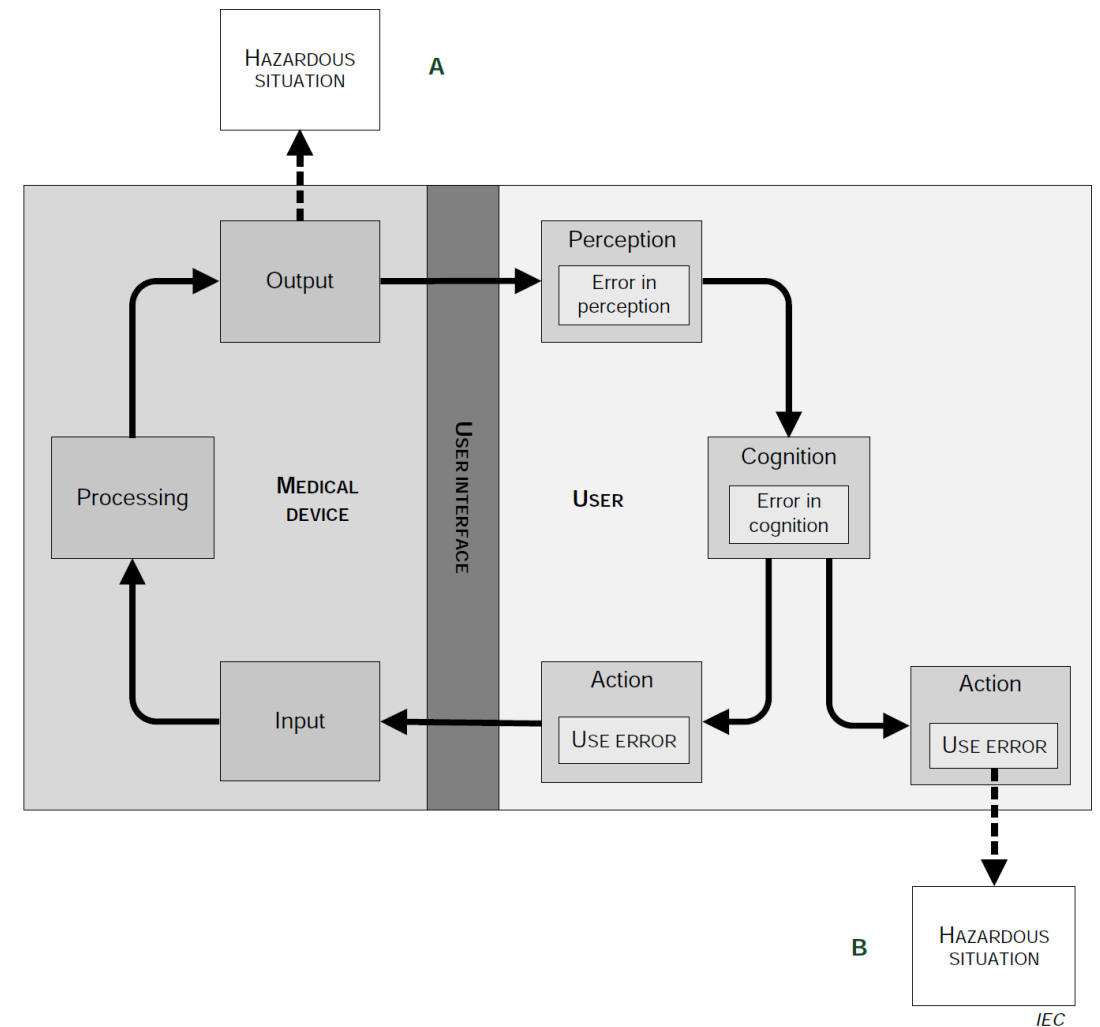 HAZARDOUS
SITUATION
A
Output
Perception
Error in
perception
Processing
MEDICAL
DEVICE
USER INTERFACE
USER
Cognition
Error in
cognition
Input
Action
USE ERROR
Action
USE ERROR
B
HAZARDOUS
SITUATION
IEC